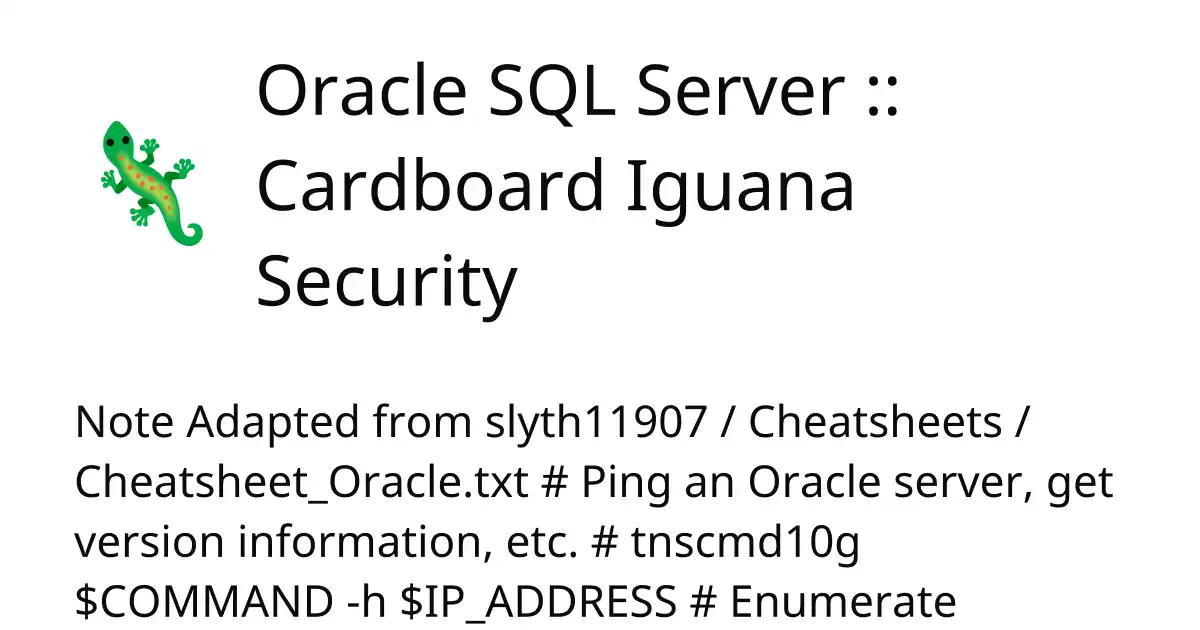 Oracle SQL Server ::
Cardboard Iguana
Security
Note Adapted from slyth11907 / Cheatsheets /
Cheatsheet_Oracle.txt # Ping an Oracle server, get
version information, etc. # tnscmd10g
$COMMAND -h $IP_ADDRESS # Enumerate